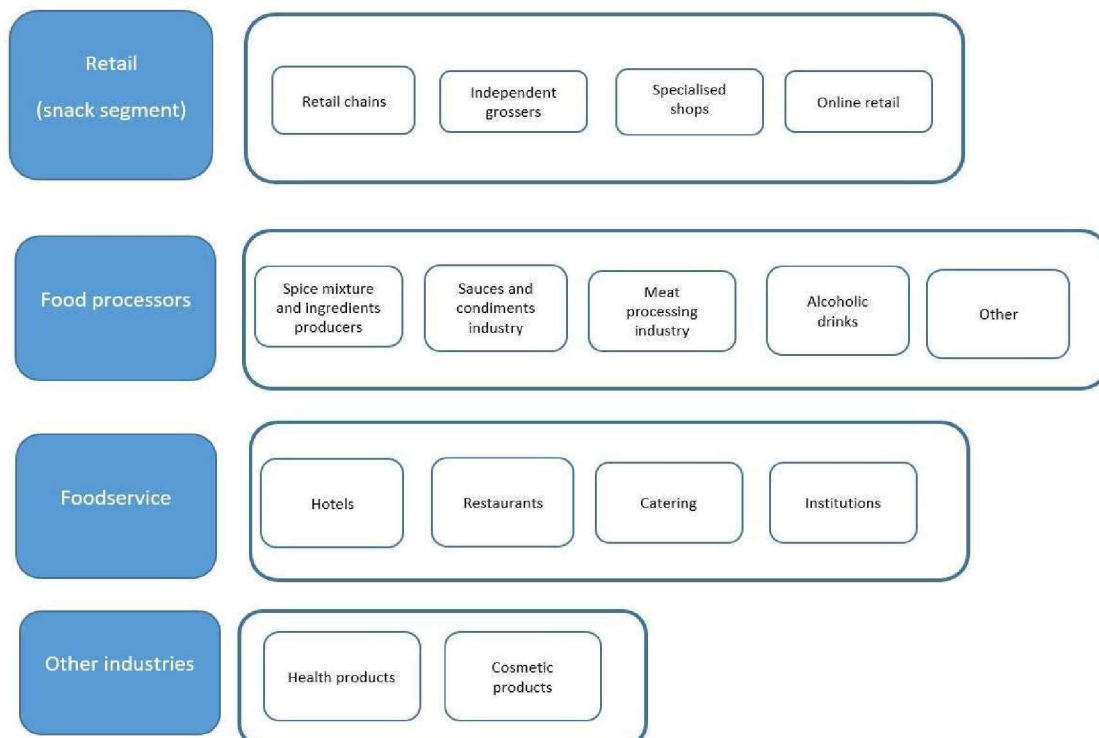 Retail
(snack segment)
Retail chains
Independent
grossers
Specialised
shops
Online retail
Food processors
Spice mixture
and ingredients
producers
Sauces and
condiments
industry
Meat
processing
industry
Alcoholic
drinks
Other
Foodservice
Hotels
Restaurants
Catering
Institutions
Other industries
Health products
Cosmetic
products